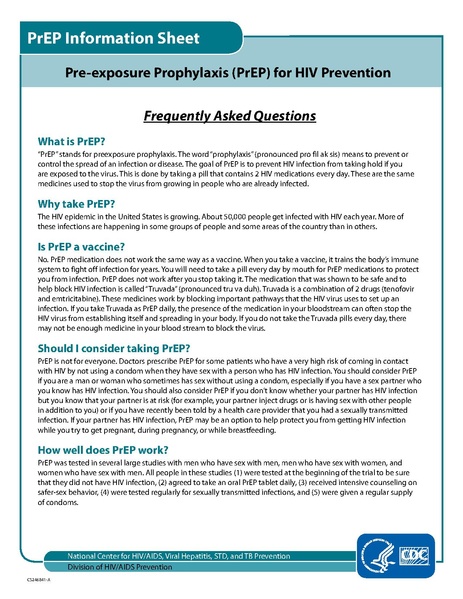 PrEP Information Sheet
Pre-exposure Prophylaxis (PrEP) for HIV Prevention
Frequently Asked Questions
What is PrEP?
"PrEP" stands for preexposure prophylaxis. The word "prophylaxis" (pronounced pro fil ak sis) means to prevent or
control the spread of an infection or disease. The goal of PrEP is to prevent HIV infection from taking hold if you
are exposed to the virus. This is done by taking a pill that contains 2 HIV medications every day. These are the same
medicines used to stop the virus from growing in people who are already infected.
Why take PrEP?
The HIV epidemic in the United States is growing. About 50,000 people get infected with HIV each year. More of
these infections are happening in some groups of people and some areas of the country than in others.
Is PrEP a vaccine?
No. PrEP medication does not work the same way as a vaccine. When you take a vaccine, it trains the body's immune
system to fight off infection for years. You will need to take a pill every day by mouth for PrEP medications to protect
you from infection. PrEP does not work after you stop taking it. The medication that was shown to be safe and to
help block HIV infection is called "Truvada" (pronounced tru va duh). Truvada is a combination of 2 drugs (tenofovir
and emtricitabine). These medicines work by blocking important pathways that the HIV virus uses to set up an
infection. If you take Truvada as PrEP daily, the presence of the medication in your bloodstream can often stop the
HIV virus from establishing itself and spreading in your body. If you do not take the Truvada pills every day, there
may not be enough medicine in your blood stream to block the virus.
Should I consider taking PrEP?
PrEP is not for everyone. Doctors prescribe PrEP for some patients who have a very high risk of coming in contact
with HIV by not using a condom when they have sex with a person who has HIV infection. You should consider PrEP
if you are a man or woman who sometimes has sex without using a condom, especially if you have a sex partner who
you know has HIV infection. You should also consider PrEP if you don't know whether your partner has HIV infection
but you know that your partner is at risk (for example, your partner inject drugs or is having sex with other people
in addition to you) or if you have recently been told by a health care provider that you had a sexually transmitted
infection. If your partner has HIV infection, PrEP may be an option to help protect you from getting HIV infection
while you try to get pregnant, during pregnancy, or while breastfeeding.
How well does PrEP work?
PrEP was tested in several large studies with men who have sex with men, men who have sex with women, and
women who have sex with men. All people in these studies (1) were tested at the beginning of the trial to be sure
that they did not have HIV infection, (2) agreed to take an oral PrEP tablet daily, (3) received intensive counseling on
safer-sex behavior, (4) were tested regularly for sexually transmitted infections, and (5) were given a regular supply
of condoms.
National Center for HIV/AIDS, Viral Hepatitis, STD, and TB Prevention
Division of HIV/AIDS Prevention
CDC
CS246841-A